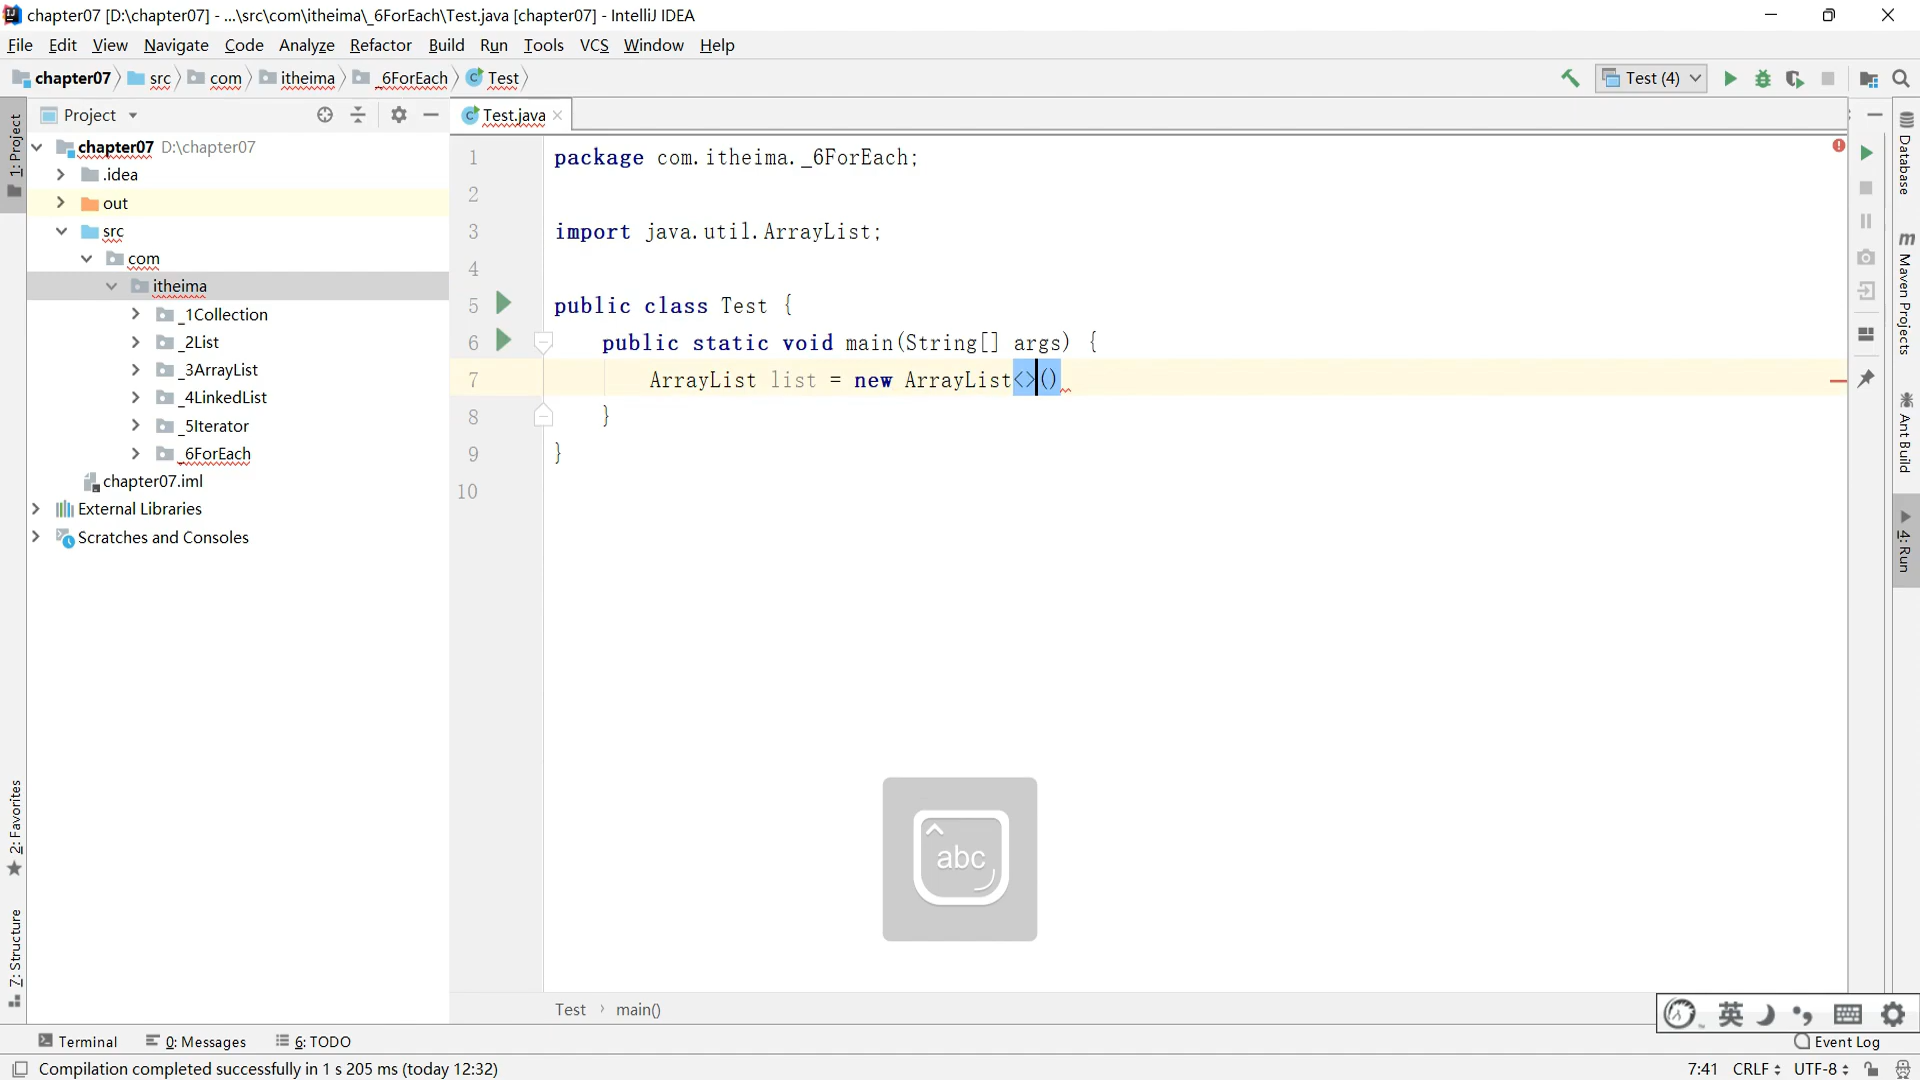 chapter07 [D:\chapter07] - ...\src\com\itheima\_6ForEach\Test.java [chapter07] - IntelliJ IDEA
File Edit View Navigate Code Analyze Refactor Build Run Tools VCS Window Help
chapter07 src com itheima _6ForEach Test
Test (4)
Project
Test.java
1: Project
chapter07 D:\chapter07
.idea
out
src
com
itheima
_1Collection
_2List
_3ArrayList
_4LinkedList
_5Iterator
_6ForEach
chapter07.iml
External Libraries
Scratches and Consoles
1 package com.itheima._6ForEach;
2
3 import java.util.ArrayList;
4
5 public class Test {
6 public static void main(String[] args) {
7 ArrayList list = new ArrayList<>()
8 }
9 }
10
abc
Database
Maven Projects
Ant Build
4: Run
2: Favorites
7: Structure
Test › main()
英
Terminal 0: Messages 6: TODO
Event Log
Compilation completed successfully in 1 s 205 ms (today 12:32)
7:41 CRLF UTF-8